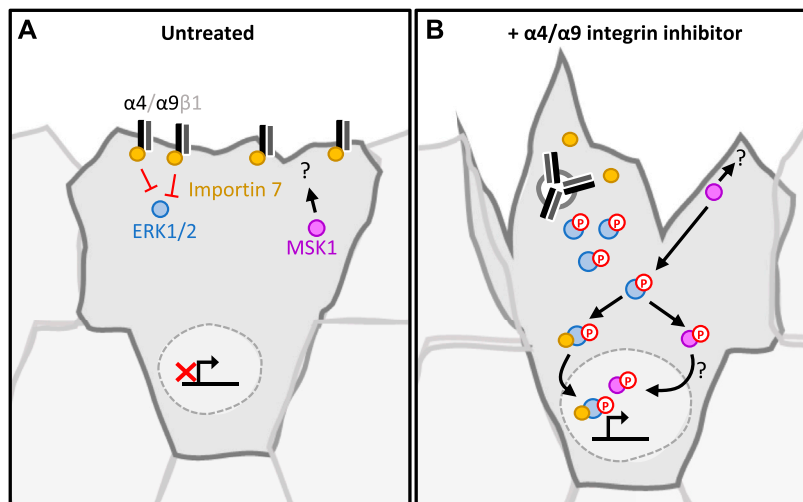 A
Untreated
α4/α9β1
?
Importin 7
ERK1/2
MSK1
B
+ α4/α9 integrin inhibitor
?
P
P
P
P
P
P
?
P
P